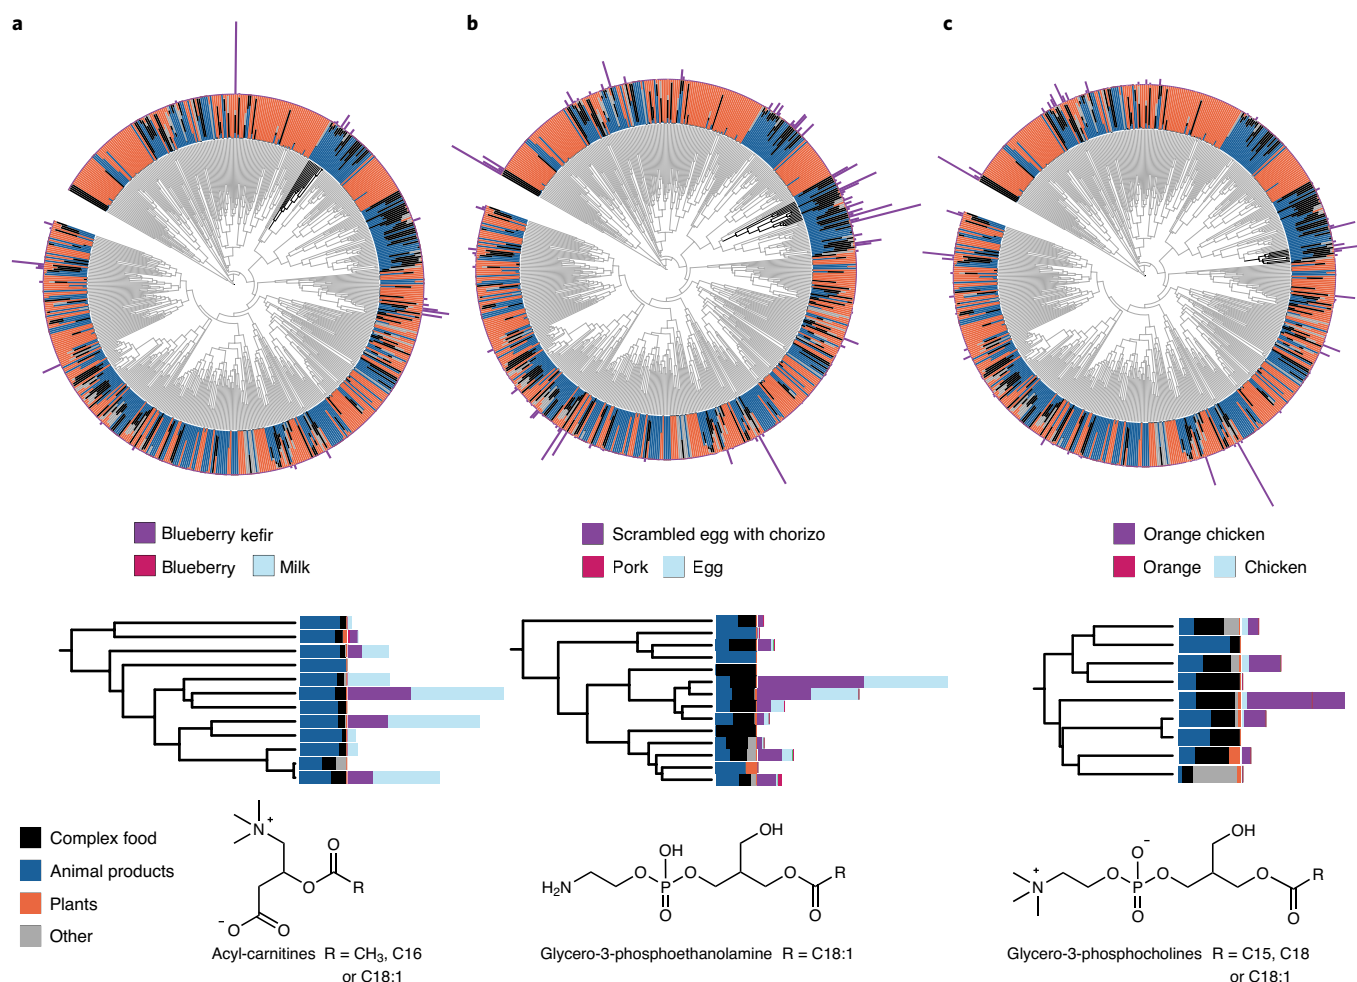 a
b
c
Blueberry kefir
Blueberry Milk
Scrambled egg with chorizo
Pork Egg
Orange chicken
Orange Chicken
Complex food
Animal products
Plants
Other
N +
O
O R
- O O
Acyl-carnitines R = CH₃, C16
or C18:1
OH
OH
H₂N O P O O R
O O
Glycero-3-phosphoethanolamine R = C18:1
OH
O -
N + O P O O R
O O
Glycero-3-phosphocholines R = C15, C18
or C18:1